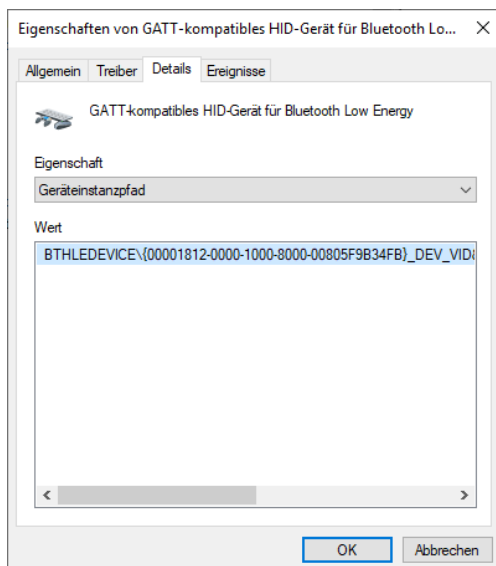 Eigenschaften von GATT-kompatibles HID-Gerät für Bluetooth Lo...
Allgemein Treiber Details Ereignisse
GATT-kompatibles HID-Gerät für Bluetooth Low Energy
Eigenschaft
Geräteinstanzpfad
Wert
BTHLEDEVICE\{00001812-0000-1000-8000-00805F9B34FB}_DEV_VID&
OK Abbrechen